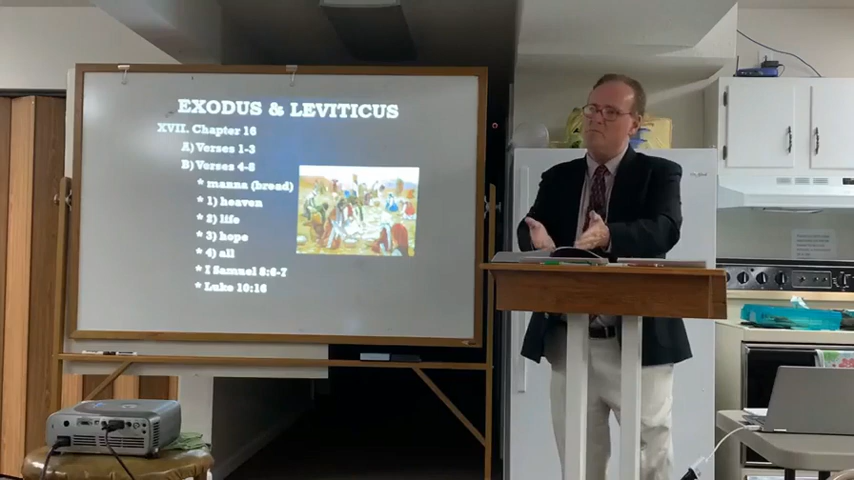 EXODUS & LEVITICUS
XVII. Chapter 16
A) Verses 1-3
B) Verses 4-8
* manna (bread)
* 1) heaven
* 2) life
* 3) hope
* 4) all
* I Samuel 8:6-7
* Luke 10:16